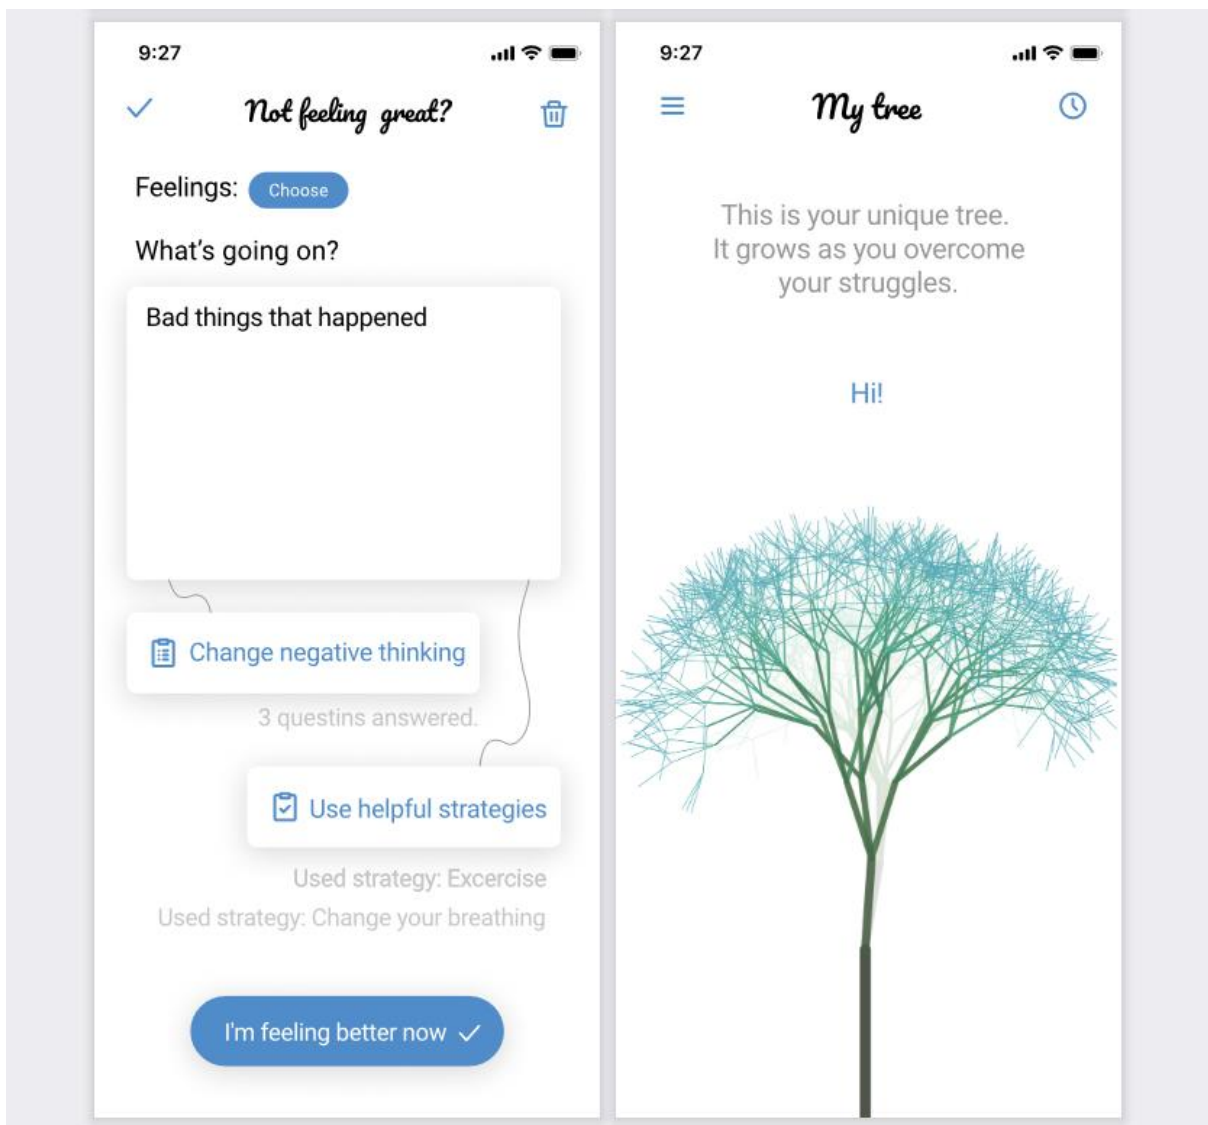 9:27
Not feeling great?
Feelings: Choose
What's going on?
Bad things that happened
Change negative thinking
3 questins answered.
Use helpful strategies
Used strategy: Excercise
Used strategy: Change your breathing
I'm feeling better now
9:27
My tree
This is your unique tree.
It grows as you overcome
your struggles.
Hi!